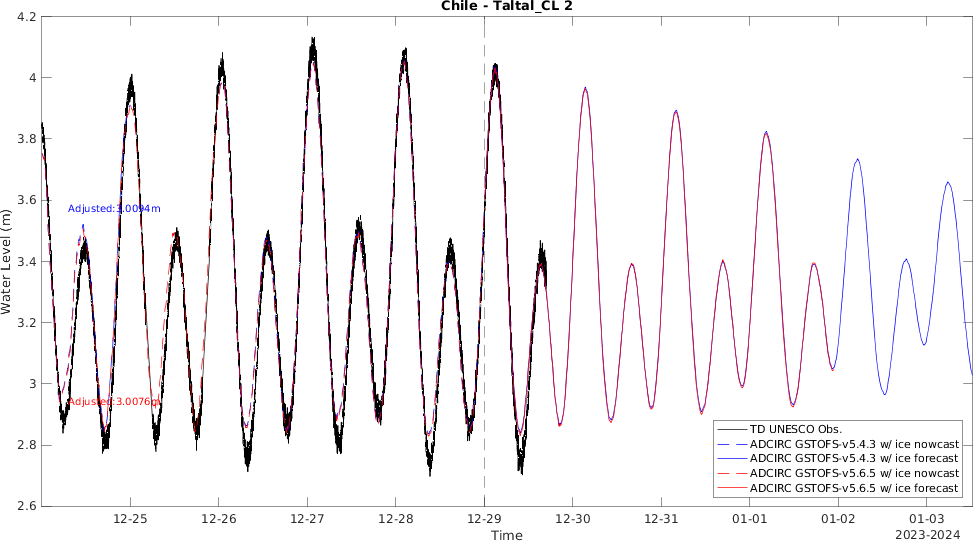 Chile - Taltal_CL 2
Water Level (m)
4.2
4
3.8
3.6
3.4
3.2
3
2.8
2.6
Adjusted:3.0094m
Adjusted:3.0076m
TD UNESCO Obs.
ADCIRC GSTOFS-v5.4.3 w/ ice nowcast
ADCIRC GSTOFS-v5.4.3 w/ ice forecast
ADCIRC GSTOFS-v5.6.5 w/ ice nowcast
ADCIRC GSTOFS-v5.6.5 w/ ice forecast
12-25 12-26 12-27 12-28 12-29 12-30 12-31 01-01 01-02 01-03
Time
2023-2024